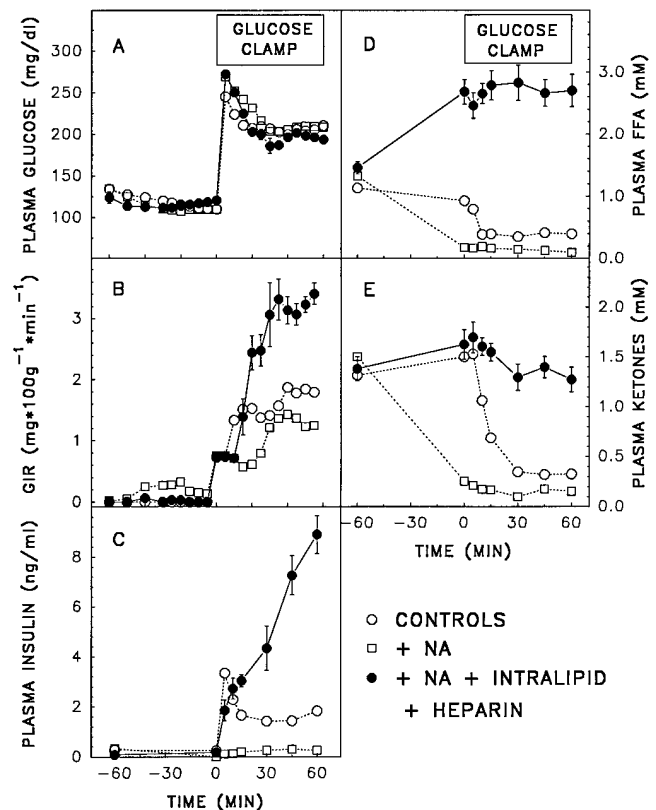 A
GLUCOSE
CLAMP
PLASMA GLUCOSE (mg/dl)
350
300
250
200
150
100
B
GIR (mg*100g⁻¹*min⁻¹)
3
2
1
0
C
PLASMA INSULIN (ng/ml)
8
6
4
2
0
−60
−30
0
30
60
TIME (MIN)
D
GLUCOSE
CLAMP
PLASMA FFA (mM)
3.0
2.0
1.0
0.0
E
PLASMA KETONES (mM)
2.0
1.5
1.0
0.5
0.0
−60
−30
0
30
60
TIME (MIN)
○ CONTROLS
□ + NA
● + NA + INTRALIPID
+ HEPARIN